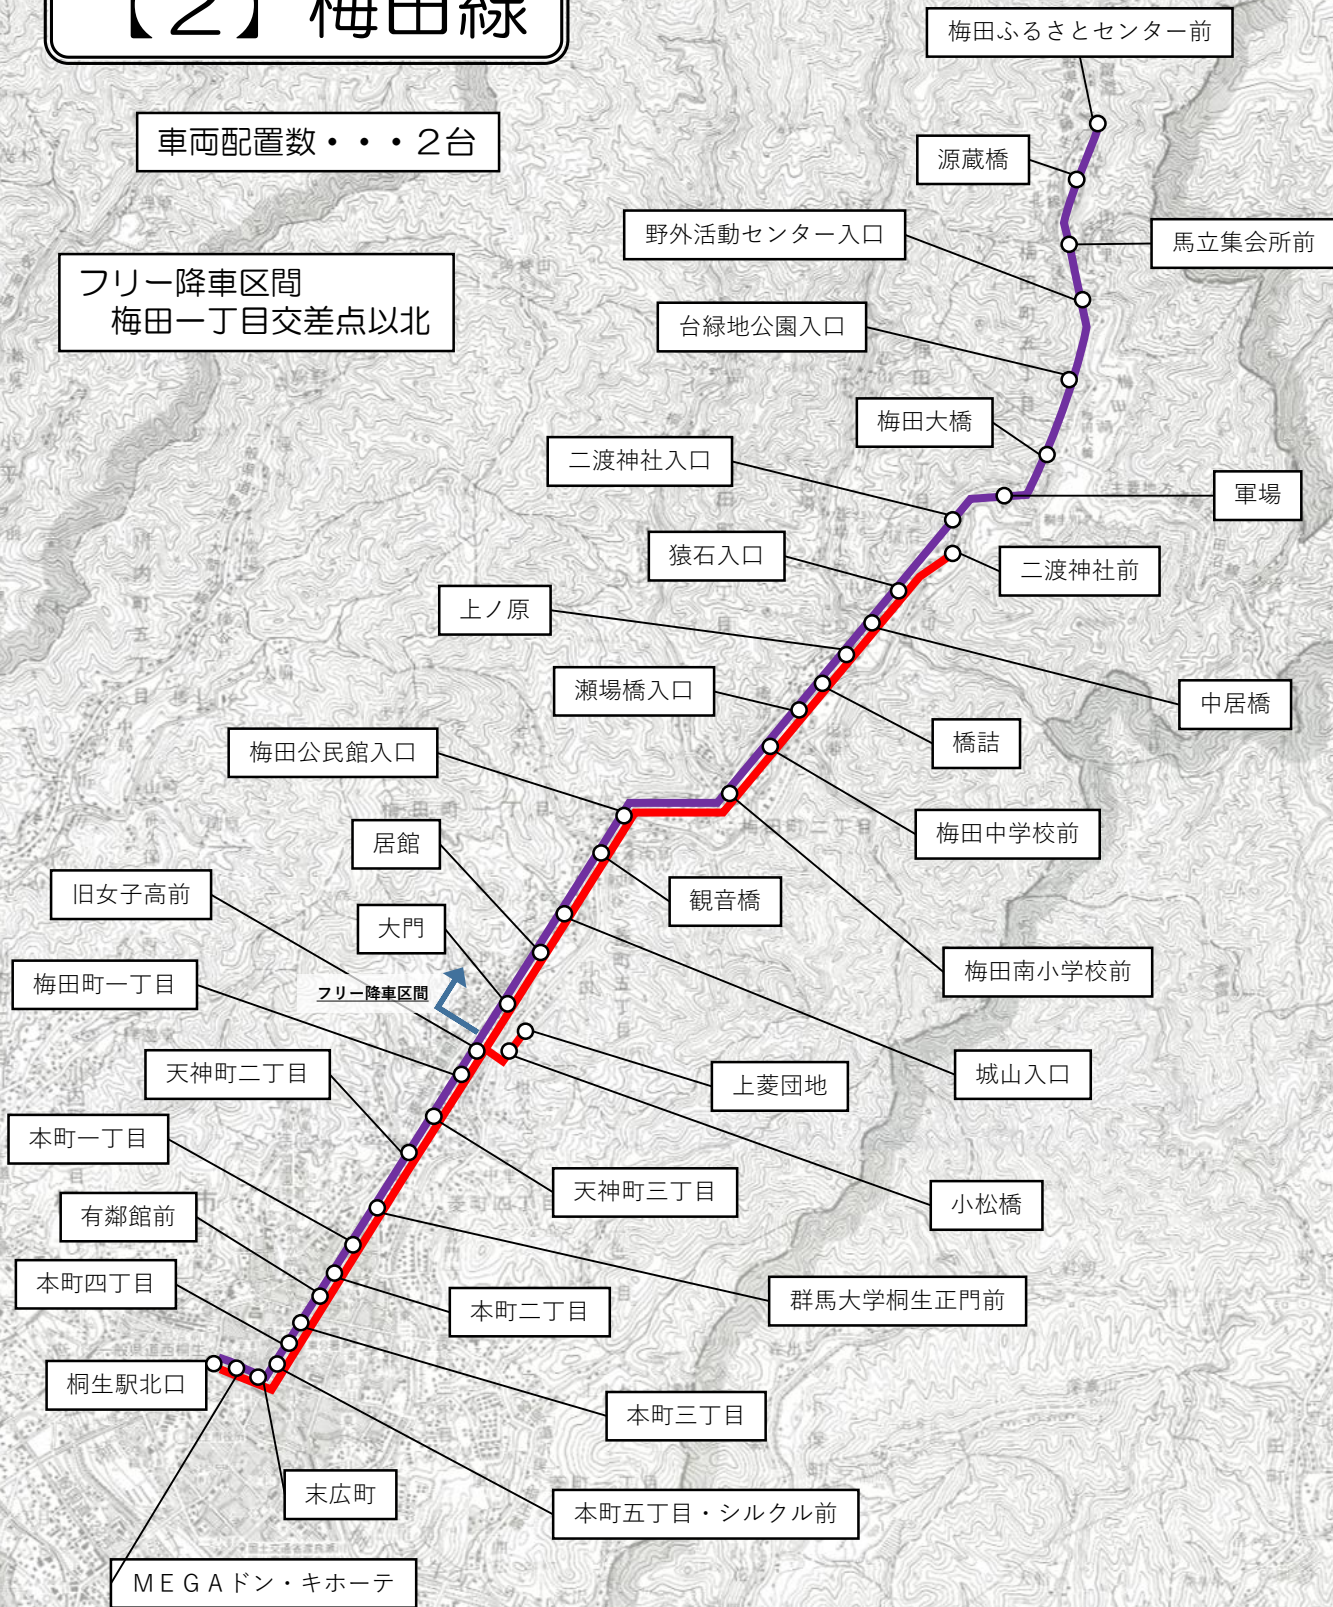 【２】梅田線
梅田ふるさとセンター前
車両配置数・・・２台
源蔵橋
野外活動センター入口
馬立集会所前
フリー降車区間
梅田一丁目交差点以北
台緑地公園入口
梅田大橋
二渡神社入口
軍場
猿石入口
二渡神社前
上ノ原
瀬場橋入口
中居橋
橋詰
梅田公民館入口
梅田中学校前
居館
旧女子高前
観音橋
大門
梅田南小学校前
梅田町一丁目
フリー降車区間
天神町二丁目
上菱団地
城山入口
本町一丁目
天神町三丁目
小松橋
有鄰館前
本町四丁目
本町二丁目
群馬大学桐生正門前
桐生駅北口
本町三丁目
末広町
本町五丁目・シルクル前
ＭＥＧＡドン・キホーテ